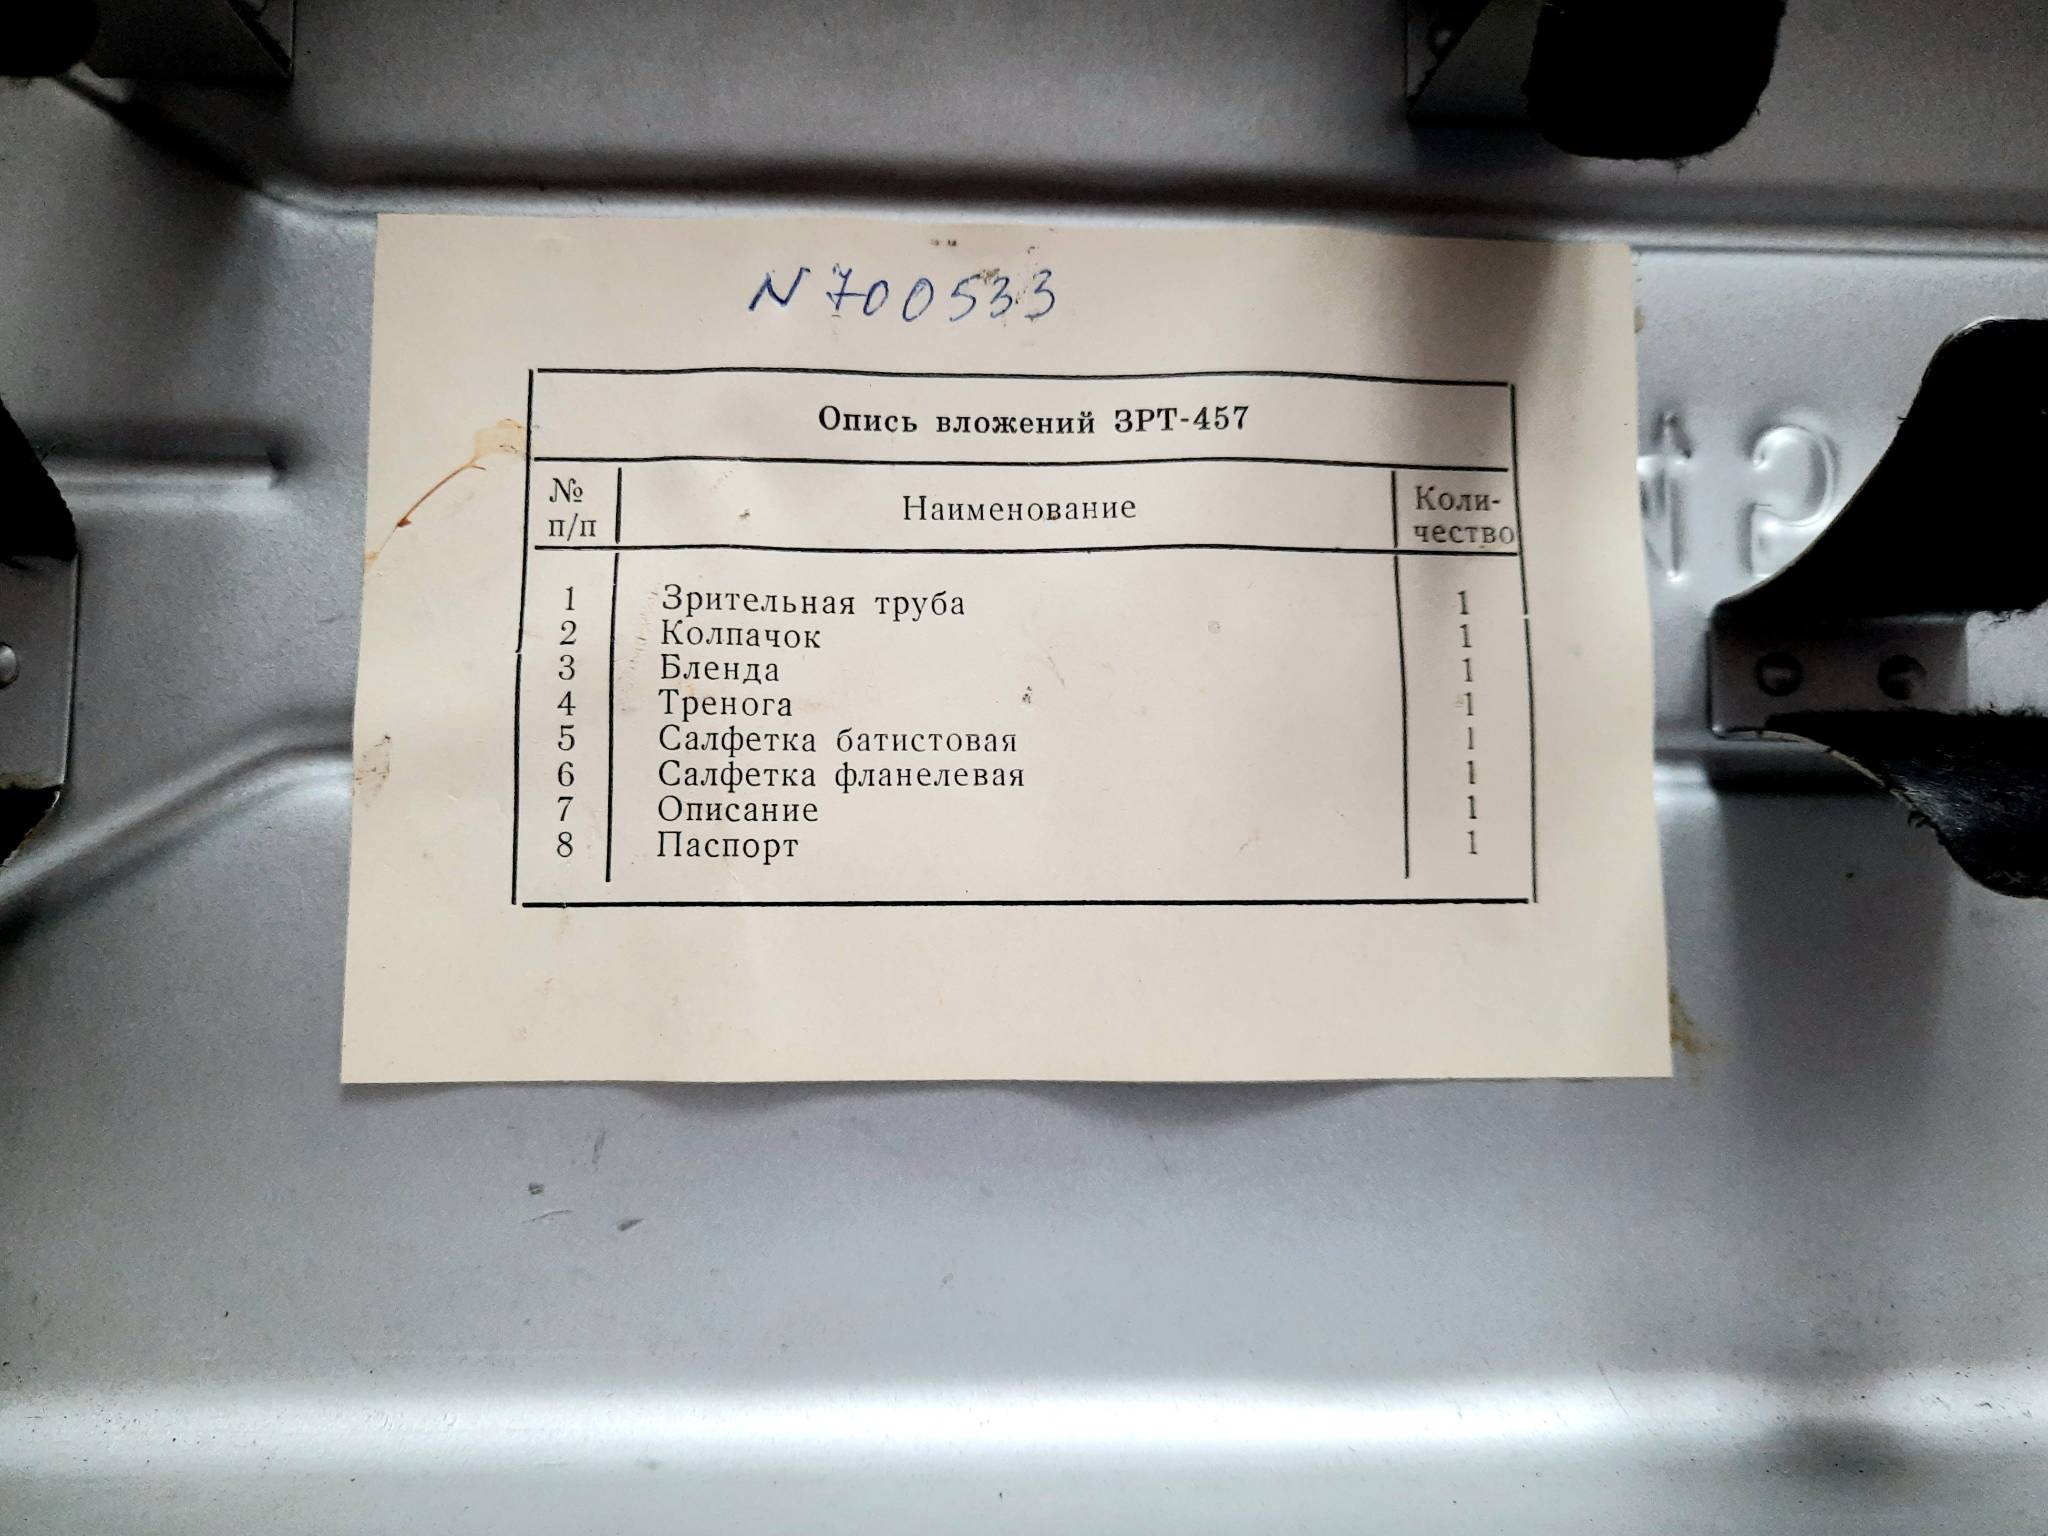 N 700533
Опись вложений ЗРТ-457
№ п/п Наименование Коли-чество
1 Зрительная труба 1
2 Колпачок 1
3 Бленда 1
4 Тренога 1
5 Салфетка батистовая 1
6 Салфетка фланелевая 1
7 Описание 1
8 Паспорт 1